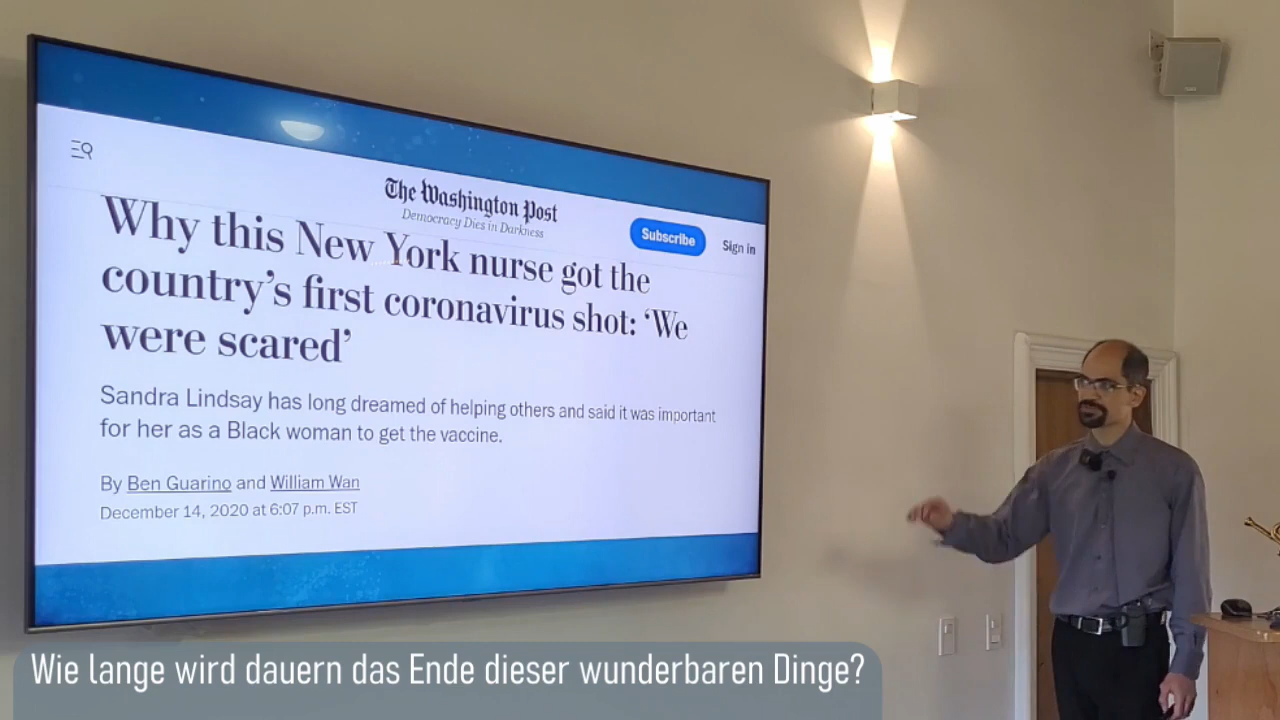 The Washington Post
Democracy Dies in Darkness
Subscribe
Sign in
Why this New York nurse got the
country's first coronavirus shot: ‘We
were scared’
Sandra Lindsay has long dreamed of helping others and said it was important
for her as a Black woman to get the vaccine.
By Ben Guarino and William Wan
December 14, 2020 at 6:07 p.m. EST
Wie lange wird dauern das Ende dieser wunderbaren Dinge?